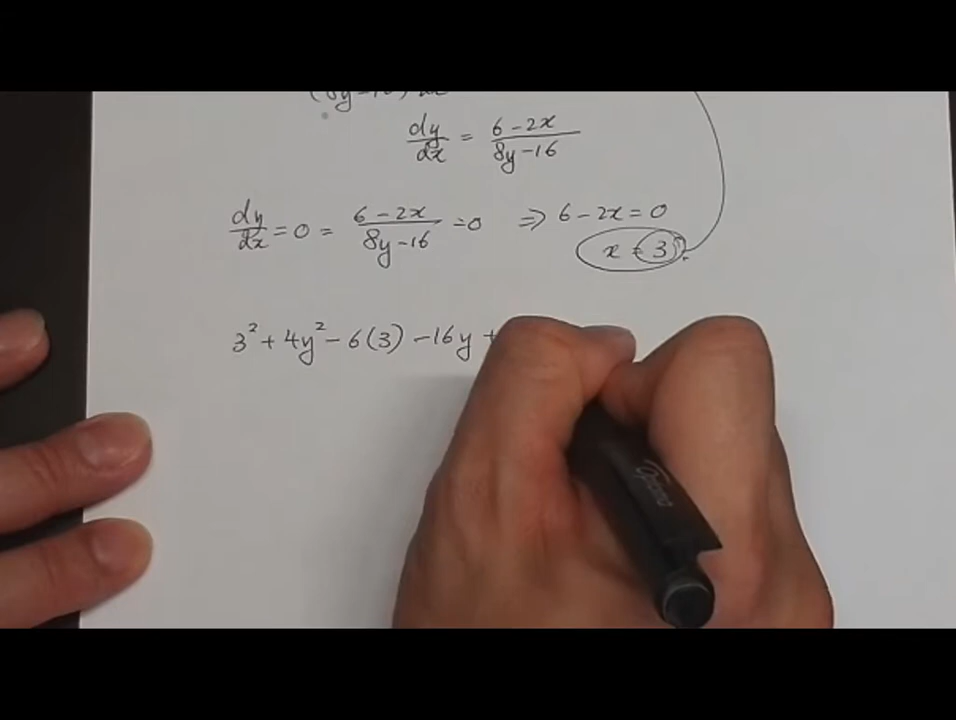 dy/dx = (6-2x)/(8y-16)
dy/dx = 0 = (6-2x)/(8y-16) = 0 ⇒ 6-2x=0
x = 3
3² + 4y² - 6(3) - 16y +